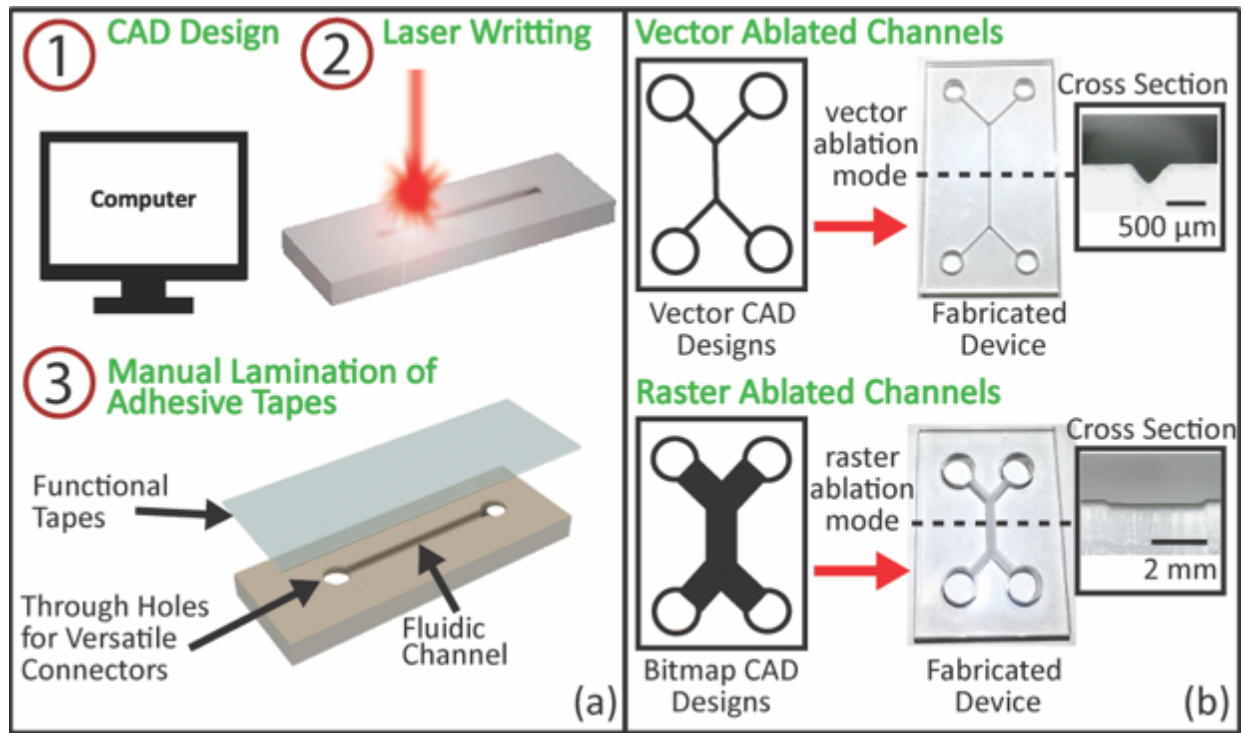 1
CAD Design
2
Laser Writting
Computer
3
Manual Lamination of
Adhesive Tapes
Functional
Tapes
Through Holes
for Versatile
Connectors
Fluidic
Channel
(a)
Vector Ablated Channels
vector
ablation
mode
Cross Section
500 µm
Vector CAD
Designs
Fabricated
Device
Raster Ablated Channels
raster
ablation
mode
Cross Section
2 mm
Bitmap CAD
Designs
Fabricated
Device
(b)